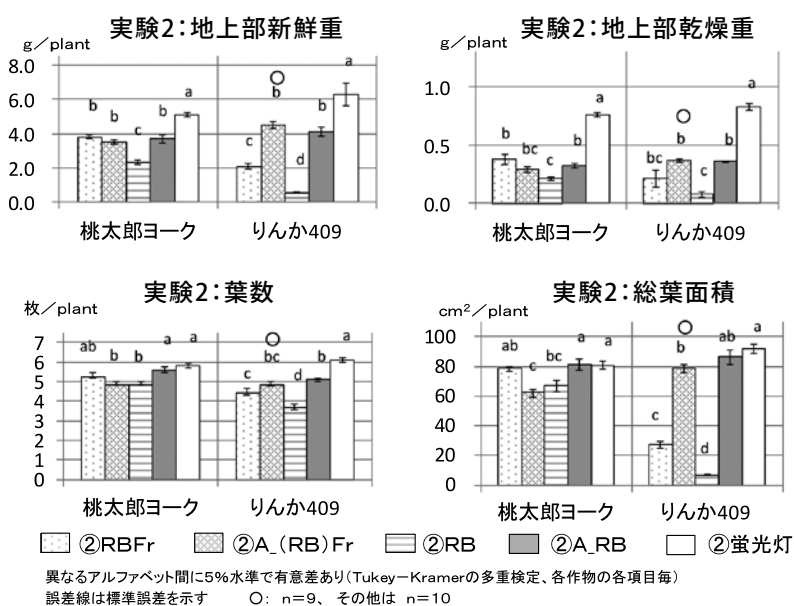 実験2：地上部新鮮重
g／plant
8.0
6.0
4.0
2.0
0.0
b b c b a
c b d b a
○
桃太郎ヨーク りんか409
実験2：地上部乾燥重
g／plant
1.0
0.5
0.0
b bc c b a
bc b c b a
○
桃太郎ヨーク りんか409
実験2：葉数
枚／plant
7
6
5
4
3
2
1
0
ab b b a a
c bc d b a
○
桃太郎ヨーク りんか409
実験2：総葉面積
cm²／plant
100
80
60
40
20
0
ab c bc a a
c b d ab a
○
桃太郎ヨーク りんか409
②RBFr ②A_(RB)Fr ②RB ②A_RB ②蛍光灯
異なるアルファベット間に5%水準で有意差あり（Tukey－Kramerの多重検定、各作物の各項目毎）
誤差線は標準誤差を示す ○： n＝9、 その他は n＝10